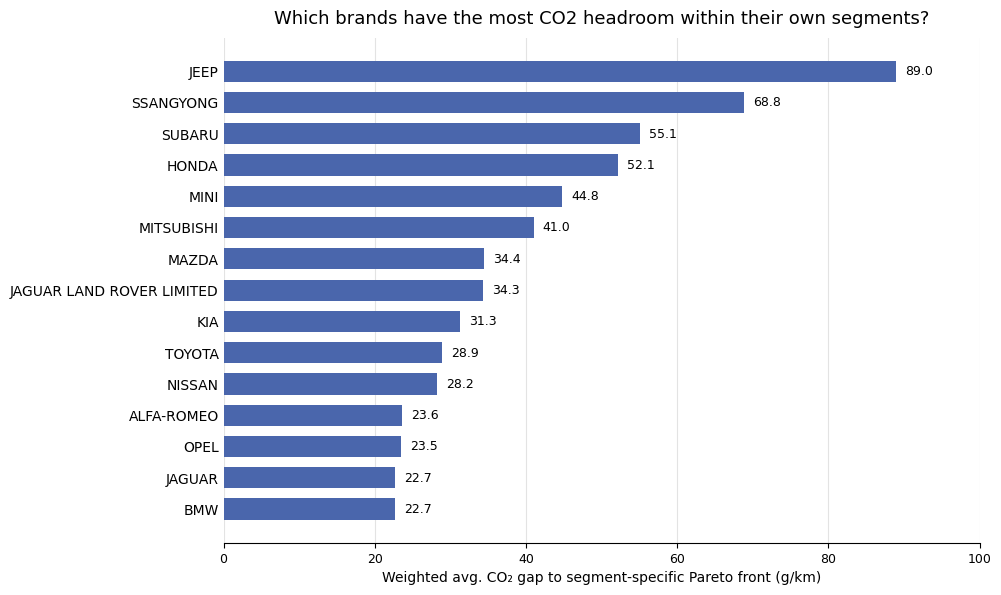 Which brands have the most CO2 headroom within their own segments?
JEEP 89.0
SSANGYONG 68.8
SUBARU 55.1
HONDA 52.1
MINI 44.8
MITSUBISHI 41.0
MAZDA 34.4
JAGUAR LAND ROVER LIMITED 34.3
KIA 31.3
TOYOTA 28.9
NISSAN 28.2
ALFA-ROMEO 23.6
OPEL 23.5
JAGUAR 22.7
BMW 22.7
0 20 40 60 80 100
Weighted avg. CO₂ gap to segment-specific Pareto front (g/km)